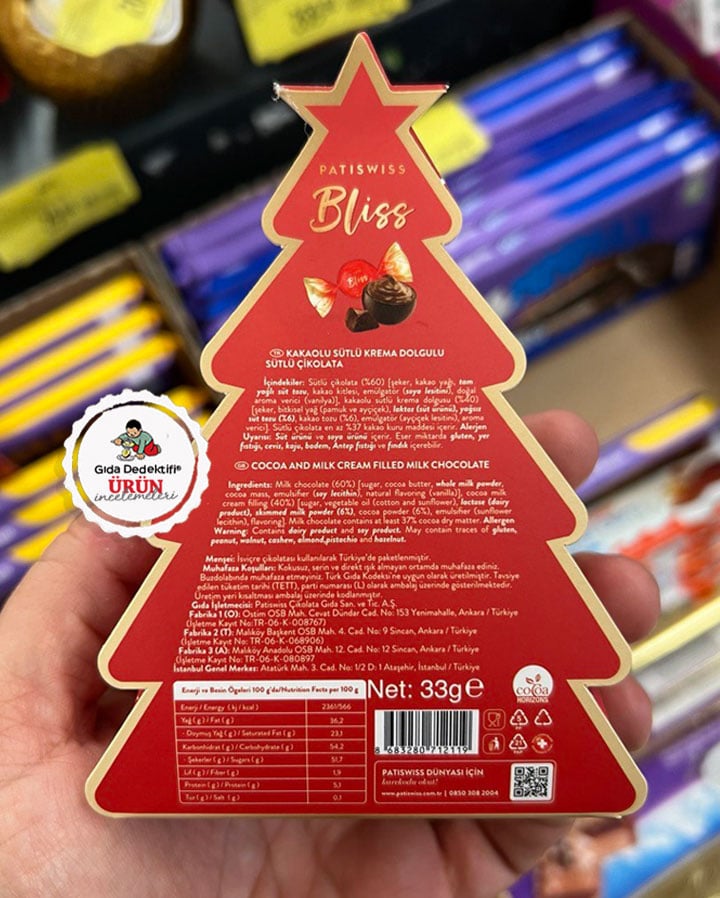 PATISWISS
Bliss
Bliss
TR KAKAOLU SÜTLÜ KREMA DOLGULU
SÜTLÜ ÇİKOLATA
İçindekiler: Sütlü çikolata (%60) [şeker, kakao yağı, tam
yağlı süt tozu, kakao kitlesi, emülgatör (soya lesitini), doğal
aroma verici (vanilya)], kakaolu sütlü krema dolgusu (%40)
[şeker, bitkisel yağ (pamuk ve ayçiçek), laktoz (süt ürünü), yağsız
süt tozu (%6), kakao tozu (%6), emülgatör (ayçiçek lesitini), aroma
verici]. Sütlü çikolata en az %37 kakao kuru maddesi içerir. Alerjen
Uyarısı: Süt ürünü ve soya ürünü içerir. Eser miktarda gluten, yer
fıstığı, ceviz, kaju, badem, Antep fıstığı ve fındık içerebilir.
GB COCOA AND MILK CREAM FILLED MILK CHOCOLATE
Ingredients: Milk chocolate (60%) [sugar, cocoa butter, whole milk powder,
cocoa mass, emulsifier (soy lecithin), natural flavoring (vanilla)], cocoa milk
cream filling (40%) [sugar, vegetable oil (cotton and sunflower), lactose (dairy
product), skimmed milk powder (6%), cocoa powder (6%), emulsifier (sunflower
lecithin), flavoring]. Milk chocolate contains at least 37% cocoa dry matter. Allergen
Warning: Contains dairy product and soy product. May contain traces of gluten,
peanut, walnut, cashew, almond,pistachio and hazelnut.
Menşei: İsviçre çikolatası kullanılarak Türkiye'de paketlenmiştir.
Muhafaza Koşulları: Kokusuz, serin ve direkt ışık almayan ortamda muhafaza ediniz.
Buzdolabında muhafaza etmeyiniz. Türk Gıda Kodeksi'ne uygun olarak üretilmiştir. Tavsiye
edilen tüketim tarihi (TETT), parti numarası (L) olarak ambalaj üzerinde gösterilmektedir.
Üretim yeri kısaltması ambalaj üzerinde kodlanmıştır.
Gıda İşletmecisi: Patiswiss Çikolata Gıda San. ve Tic. A.Ş.
Fabrika 1 (O): Ostim OSB Mah. Cevat Dündar Cad. No: 153 Yenimahalle, Ankara / Türkiye
(İşletme Kayıt No:TR-06-K-008767)
Fabrika 2 (T): Malıköy Başkent OSB Mah. 4. Cad. No: 9 Sincan, Ankara / Türkiye
(İşletme Kayıt No: TR-06-K-068906)
Fabrika 3 (A): Malıköy Anadolu OSB Mah. 12. Cad. No: 12 Sincan, Ankara / Türkiye
(İşletme Kayıt No: TR-06-K-080897
İstanbul Genel Merkez: Atatürk Mah. 3. Cad. No: 1/2 D: 1 Ataşehir, İstanbul / Türkiye
Enerji ve Besin Ögeleri 100 g'da/Nutrition Facts per 100 g
Enerji / Energy ( kj / kcal ) 2361/566
Yağ ( g ) / Fat ( g ) 36,2
- Doymuş Yağ ( g ) / Saturated Fat ( g ) 23,1
Karbonhidrat ( g ) / Carbohydrate ( g ) 54,2
- Şekerler ( g ) / Sugars ( g ) 51,7
Lif ( g ) / Fiber ( g ) 1,9
Protein ( g ) / Protein ( g ) 5,1
Tuz ( g ) / Salt ( g ) 0,1
Net: 33g e
8 683280 712119
cocoa
HORIZONS
PATISWISS DÜNYASI İÇİN
karekodu okut!
www.patiswiss.com.tr | 0850 308 2004
Gıda Dedektifi®
ÜRÜN
incelemeleri